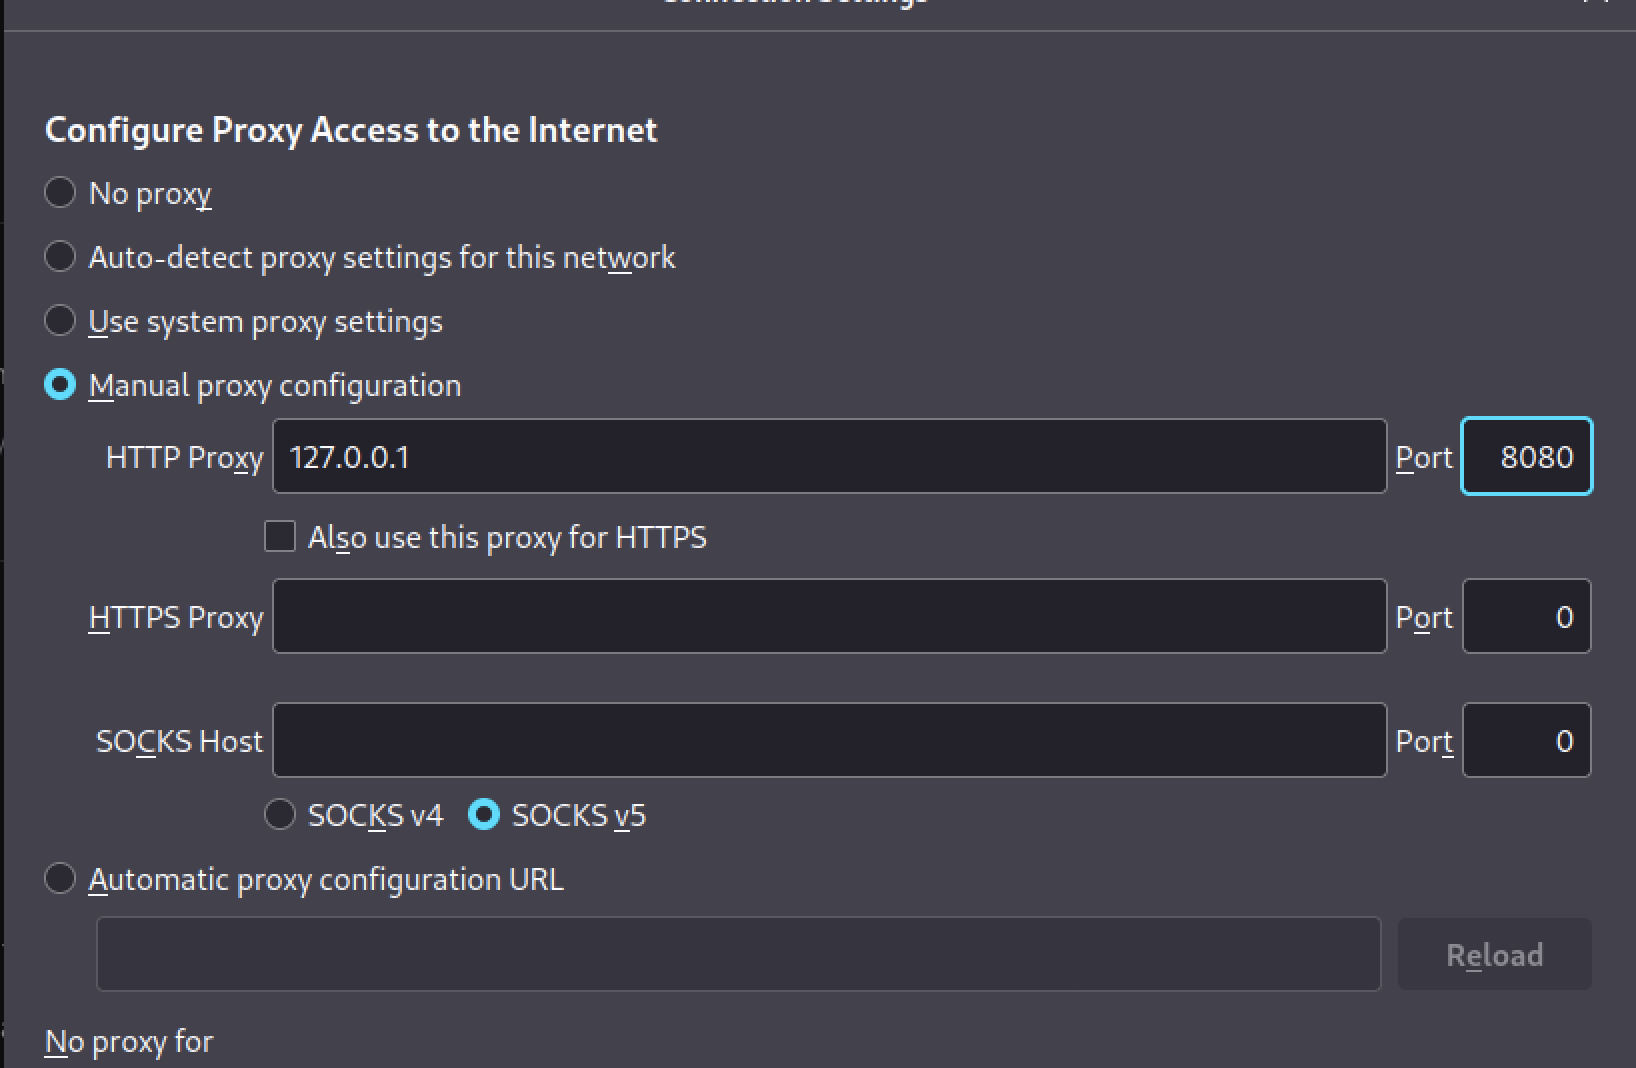 Connection Settings
Configure Proxy Access to the Internet
No proxy
Auto-detect proxy settings for this network
Use system proxy settings
Manual proxy configuration
HTTP Proxy 127.0.0.1 Port 8080
Also use this proxy for HTTPS
HTTPS Proxy Port 0
SOCKS Host Port 0
SOCKS v4 SOCKS v5
Automatic proxy configuration URL
Reload
No proxy for